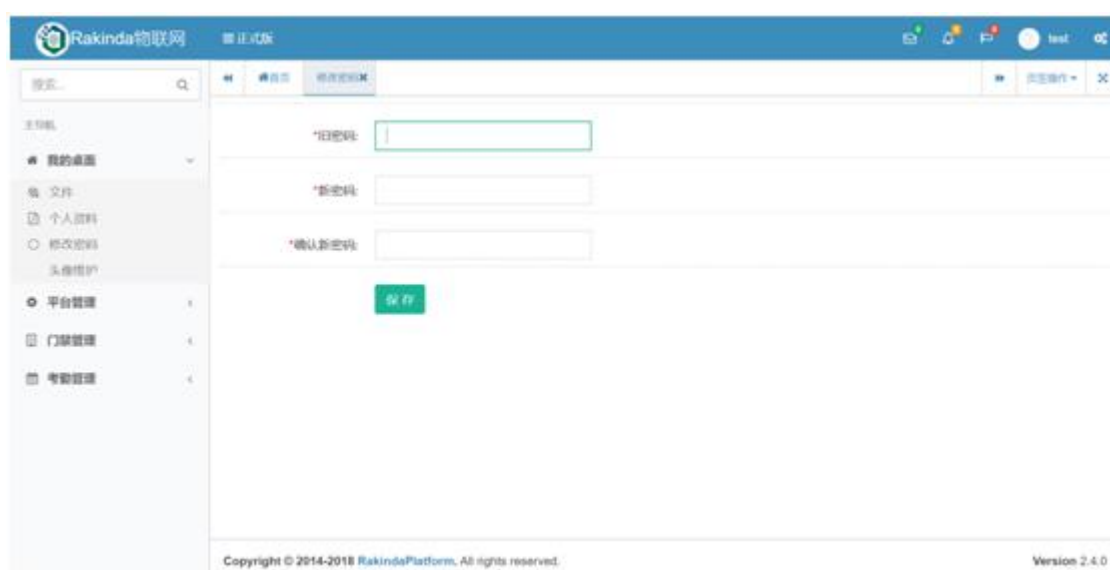 Rakinda物联网
正式版
test
搜索...
首页
修改密码
页签操作
主导航
我的桌面
文件
个人资料
修改密码
头像维护
平台管理
门禁管理
考勤管理
*旧密码:
*新密码:
*确认新密码:
保存
Copyright © 2014-2018 RakindaPlatform. All rights reserved.
Version 2.4.0